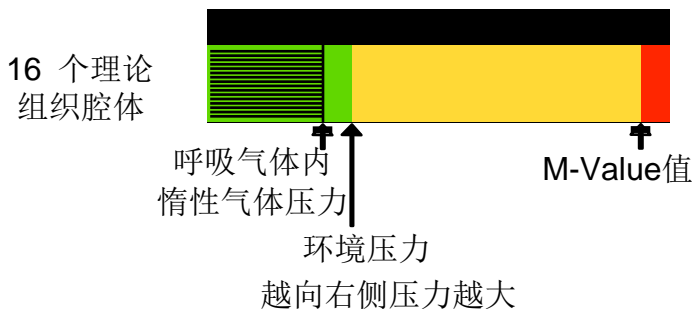 16 个理论
组织腔体
呼吸气体内
惰性气体压力
M-Value值
环境压力
越向右侧压力越大